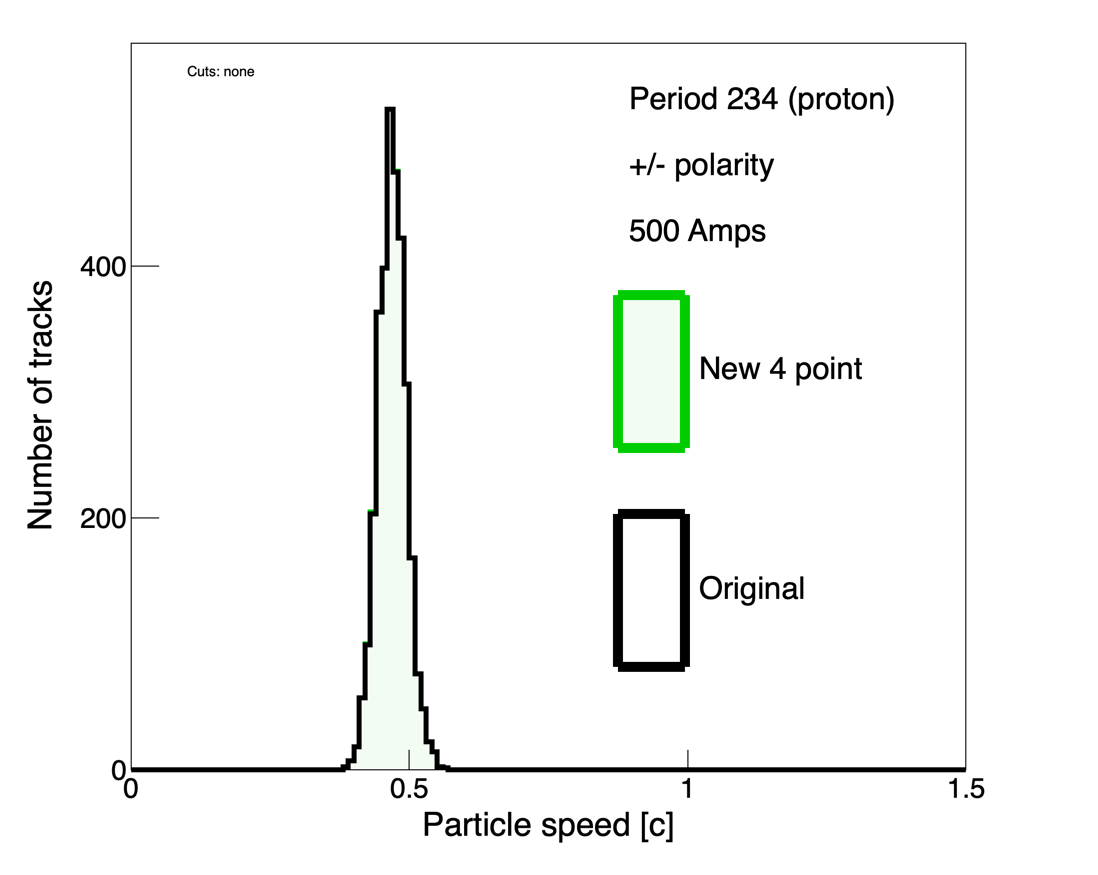 Cuts: none
Period 234 (proton)
+/- polarity
500 Amps
New 4 point
Original
Number of tracks
400
200
0
0
0.5
1
1.5
Particle speed [c]